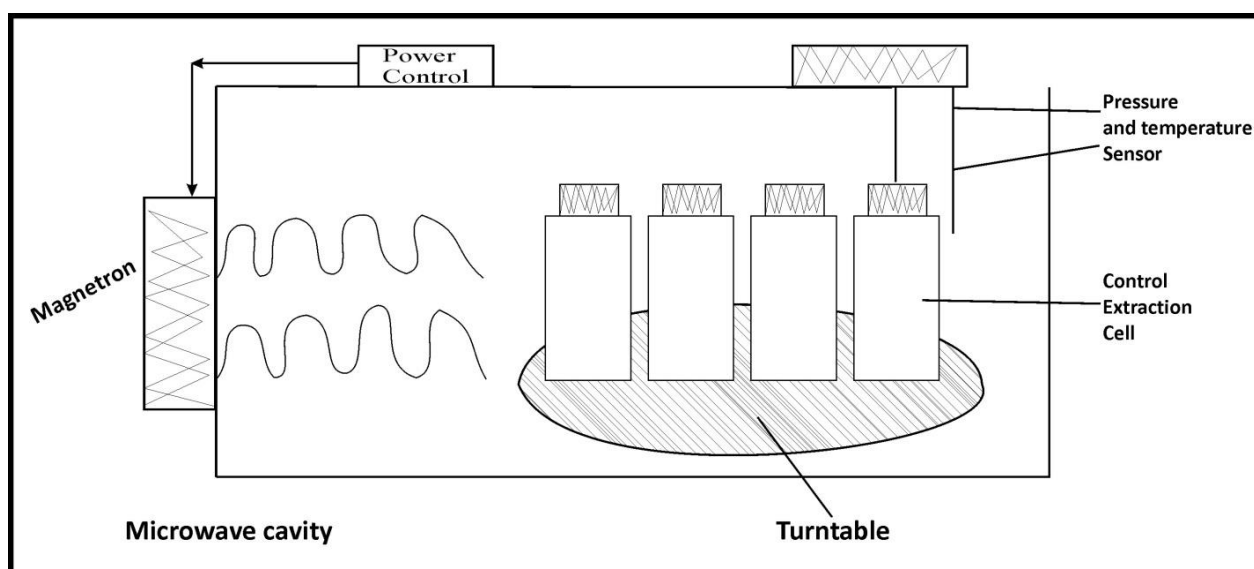 Power
Control
Pressure
and temperature
Sensor
Magnetron
Control
Extraction
Cell
Microwave cavity
Turntable